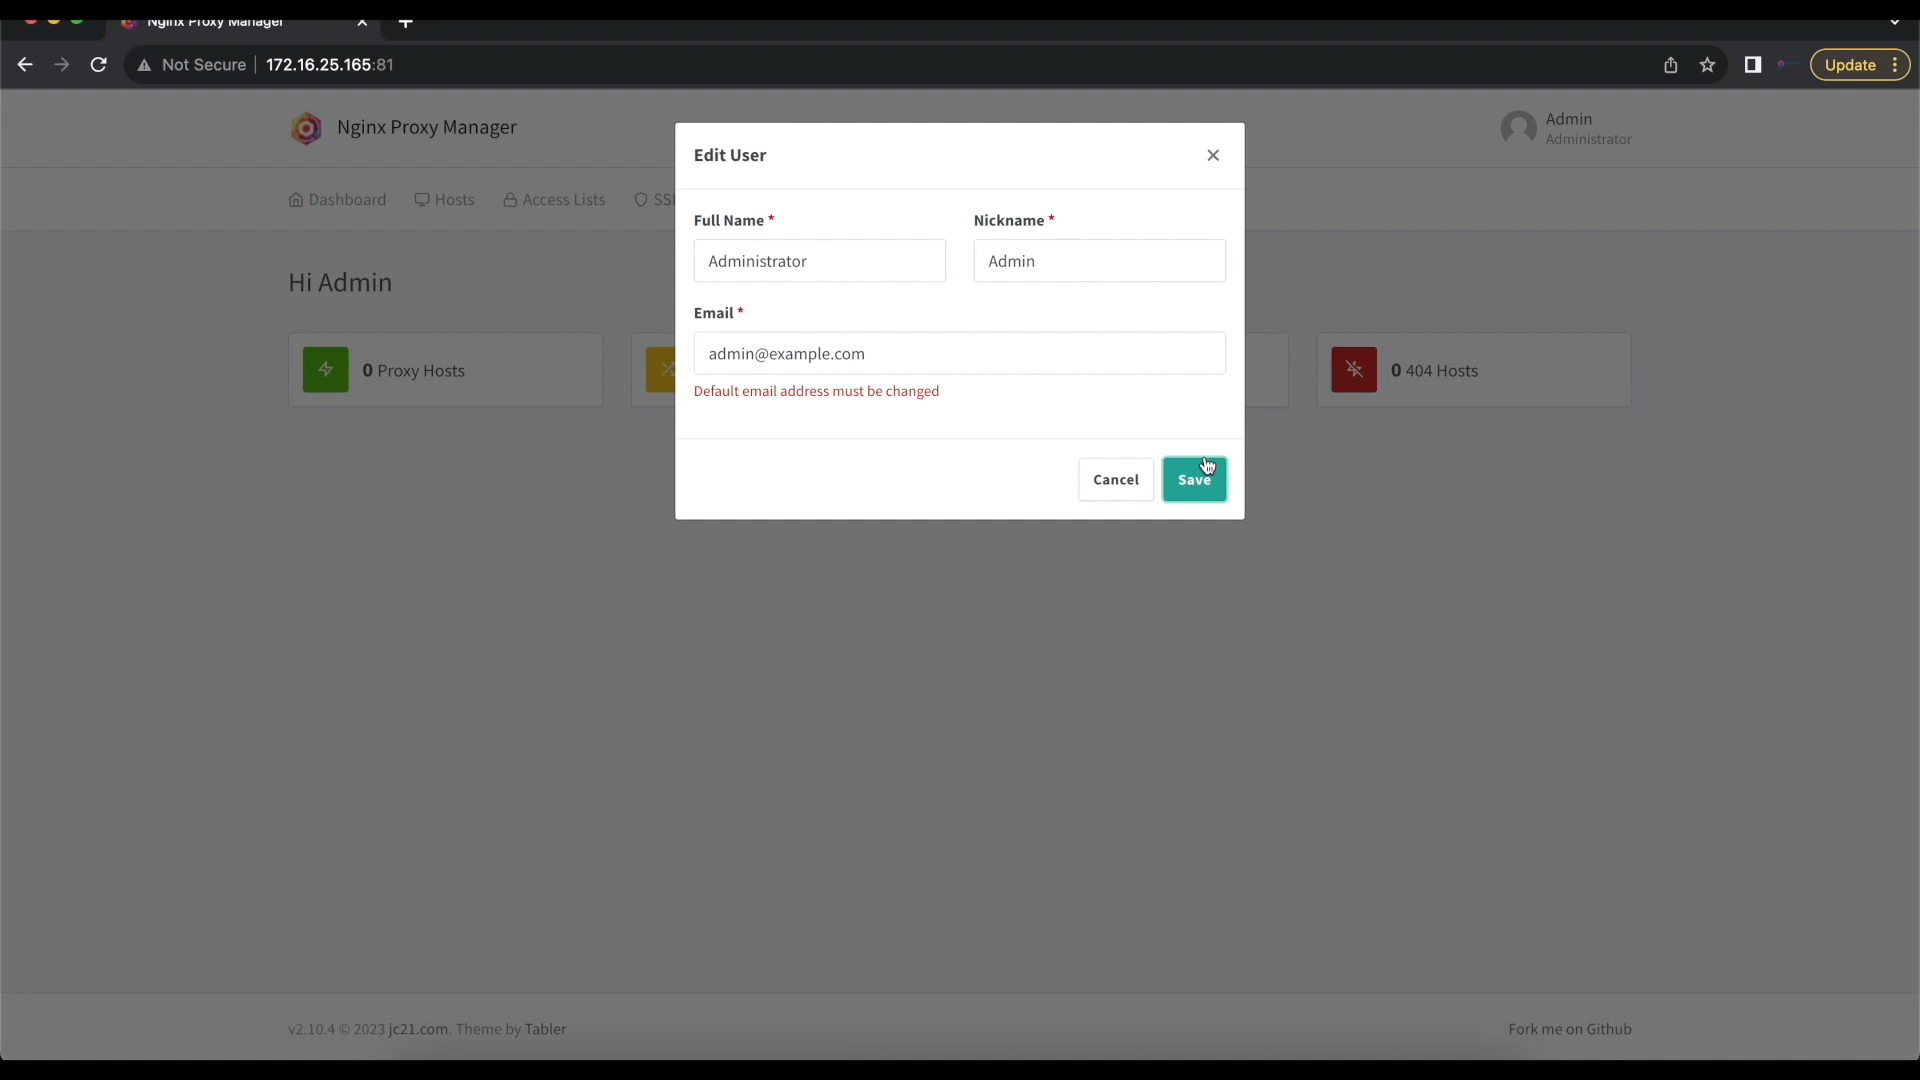 Nginx Proxy Manager
Not Secure 172.16.25.165:81
Update
Nginx Proxy Manager
Admin
Administrator
Dashboard Hosts Access Lists
Hi Admin
0 Proxy Hosts
0 404 Hosts
Edit User
Full Name * Nickname *
Administrator Admin
Email *
admin@example.com
Default email address must be changed
Cancel Save
v2.10.4 © 2023 jc21.com. Theme by Tabler
Fork me on Github